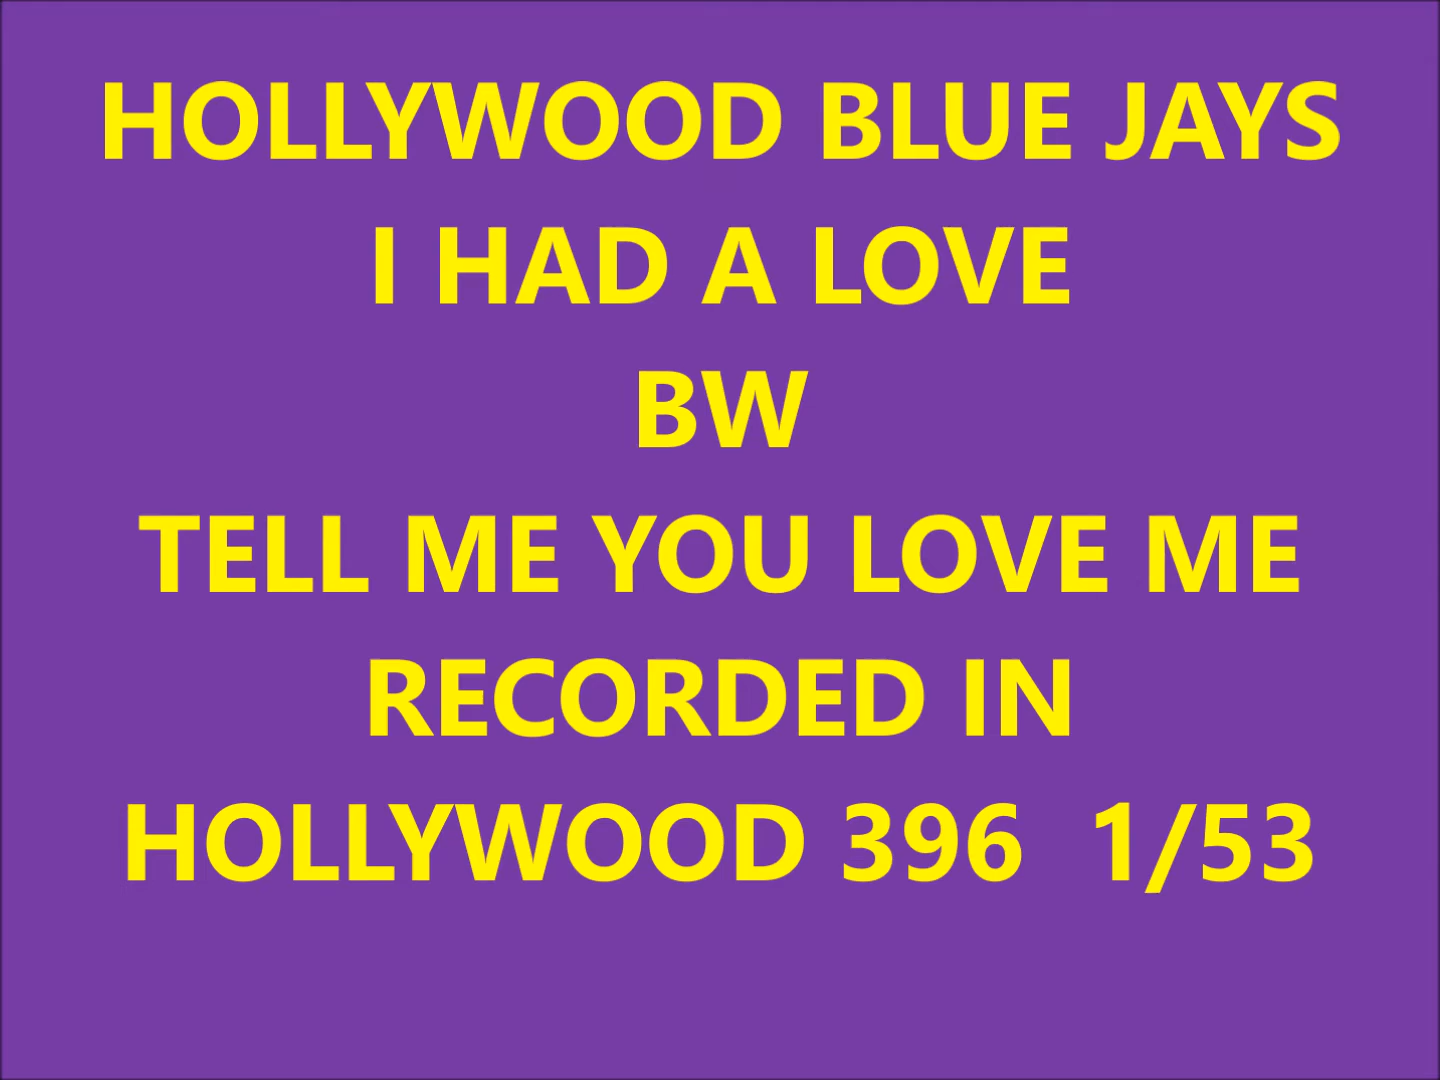 HOLLYWOOD BLUE JAYS
I HAD A LOVE
BW
TELL ME YOU LOVE ME
RECORDED IN
HOLLYWOOD 396  1/53